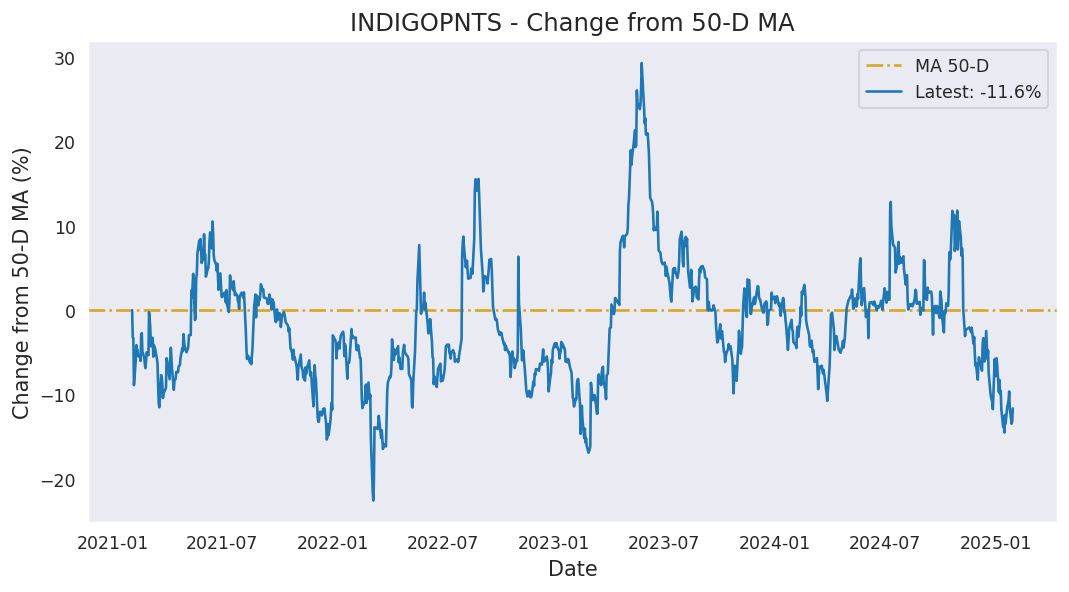 INDIGOPNTS - Change from 50-D MA
MA 50-D
Latest: -11.6%
Change from 50-D MA (%)
30
20
10
0
−10
−20
2021-01 2021-07 2022-01 2022-07 2023-01 2023-07 2024-01 2024-07 2025-01
Date